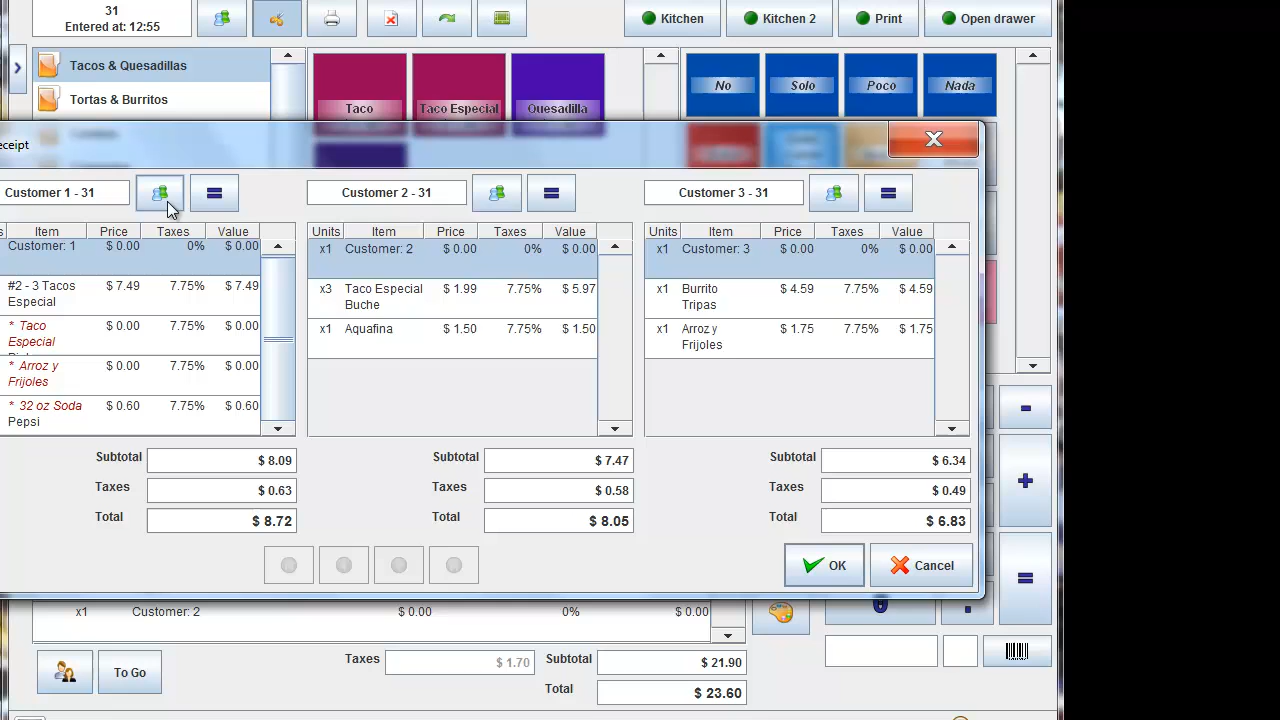 31
Entered at: 12:55
Kitchen
Kitchen 2
Print
Open drawer
Tacos & Quesadillas
Tortas & Burritos
Taco
Taco Especial
Quesadilla
No
Solo
Poco
Nada
eceipt
Customer 1 - 31
Customer 2 - 31
Customer 3 - 31
s Item Price Taxes Value
Customer: 1 $ 0.00 0% $ 0.00
#2 - 3 Tacos $ 7.49 7.75% $ 7.49
Especial
* Taco $ 0.00 7.75% $ 0.00
Especial
* Arroz y $ 0.00 7.75% $ 0.00
Frijoles
* 32 oz Soda $ 0.60 7.75% $ 0.60
Pepsi
Subtotal $ 8.09
Taxes $ 0.63
Total $ 8.72
Units Item Price Taxes Value
x1 Customer: 2 $ 0.00 0% $ 0.00
x3 Taco Especial $ 1.99 7.75% $ 5.97
Buche
x1 Aquafina $ 1.50 7.75% $ 1.50
Subtotal $ 7.47
Taxes $ 0.58
Total $ 8.05
Units Item Price Taxes Value
x1 Customer: 3 $ 0.00 0% $ 0.00
x1 Burrito $ 4.59 7.75% $ 4.59
Tripas
x1 Arroz y $ 1.75 7.75% $ 1.75
Frijoles
Subtotal $ 6.34
Taxes $ 0.49
Total $ 6.83
OK
Cancel
x1 Customer: 2 $ 0.00 0% $ 0.00
To Go
Taxes $ 1.70 Subtotal $ 21.90
Total $ 23.60